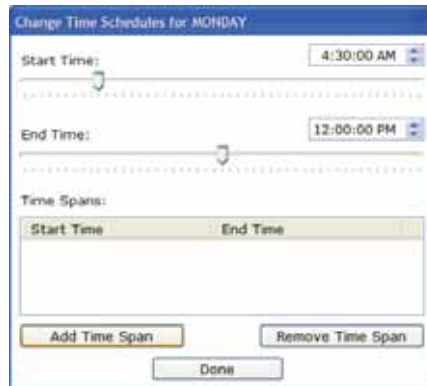 Change Time Schedules for MONDAY
Start Time: 4:30:00 AM
End Time: 12:00:00 PM
Time Spans:
Start Time End Time
Add Time Span Remove Time Span
Done